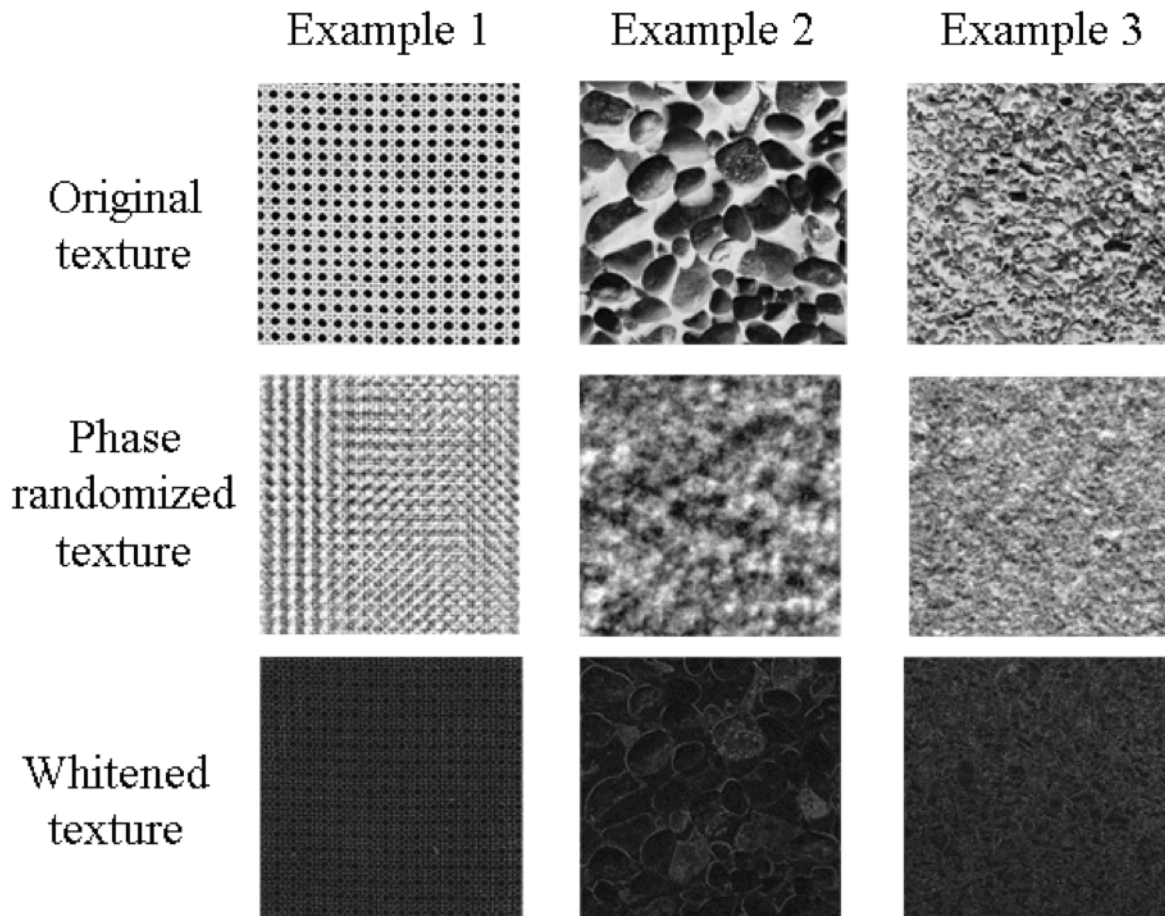 Example 1 Example 2 Example 3
Original
texture
Phase
randomized
texture
Whitened
texture